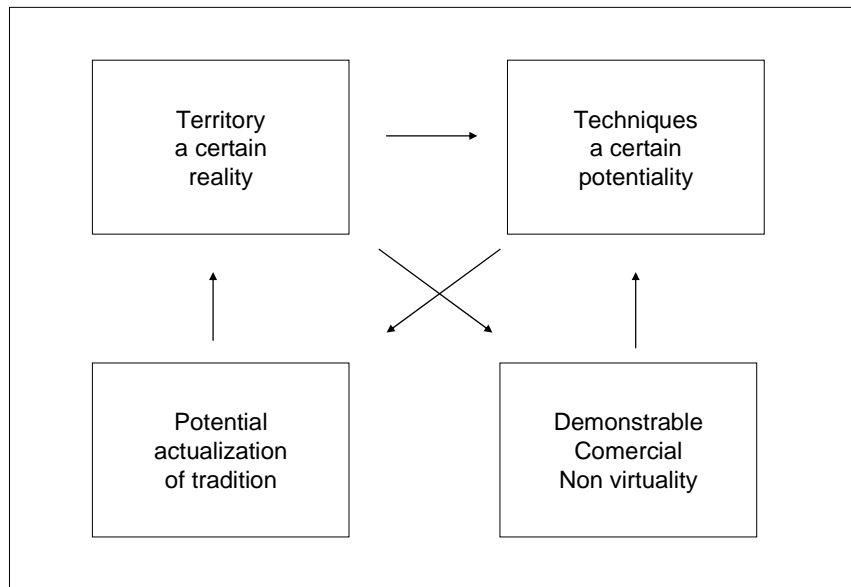 Territory
a certain
reality
Techniques
a certain
potentiality
Potential
actualization
of tradition
Demonstrable
Comercial
Non virtuality